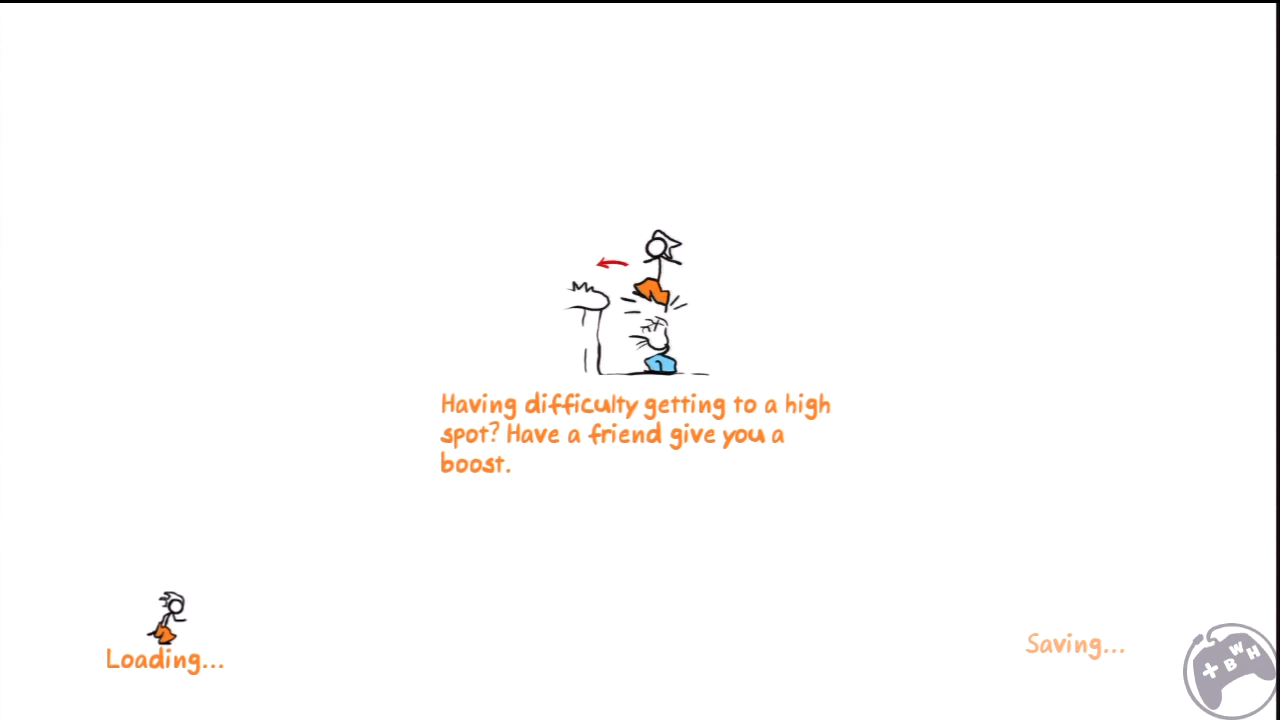 Having difficulty getting to a high
spot? Have a friend give you a
boost.
Loading...
Saving...
W
B H